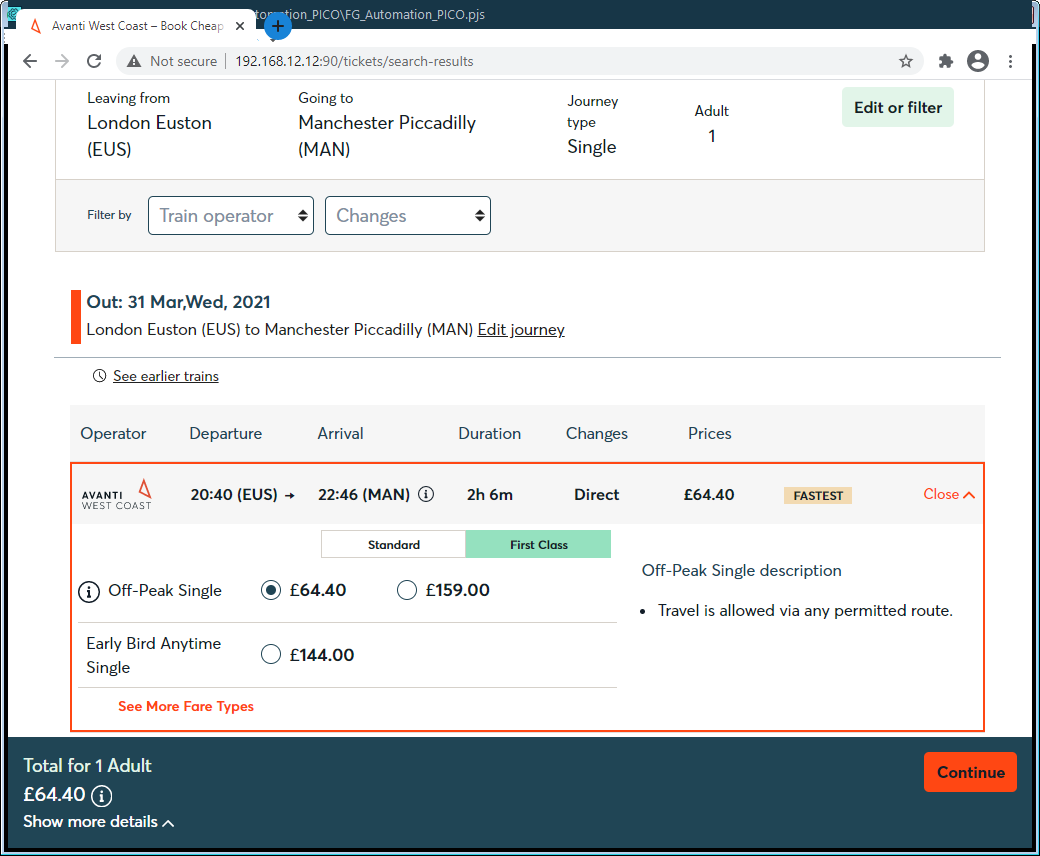 tomation_PICO\FG_Automation_PICO.pjs
Avanti West Coast – Book Cheap
Not secure | 192.168.12.12:90/tickets/search-results
Leaving from
London Euston
(EUS)
Going to
Manchester Piccadilly
(MAN)
Journey
type
Single
Adult
1
Edit or filter
Filter by
Train operator
Changes
Out: 31 Mar,Wed, 2021
London Euston (EUS) to Manchester Piccadilly (MAN) Edit journey
See earlier trains
Operator Departure Arrival Duration Changes Prices
AVANTI
WEST COAST
20:40 (EUS) → 22:46 (MAN) 2h 6m Direct £64.40 FASTEST Close
Standard First Class
Off-Peak Single £64.40 £159.00
Early Bird Anytime
Single
£144.00
See More Fare Types
Off-Peak Single description
• Travel is allowed via any permitted route.
Total for 1 Adult
£64.40
Show more details
Continue